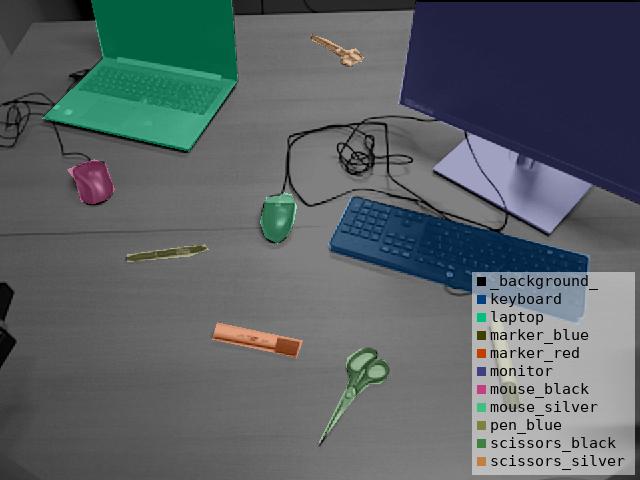 _background_
keyboard
laptop
marker_blue
marker_red
monitor
mouse_black
mouse_silver
pen_blue
scissors_black
scissors_silver